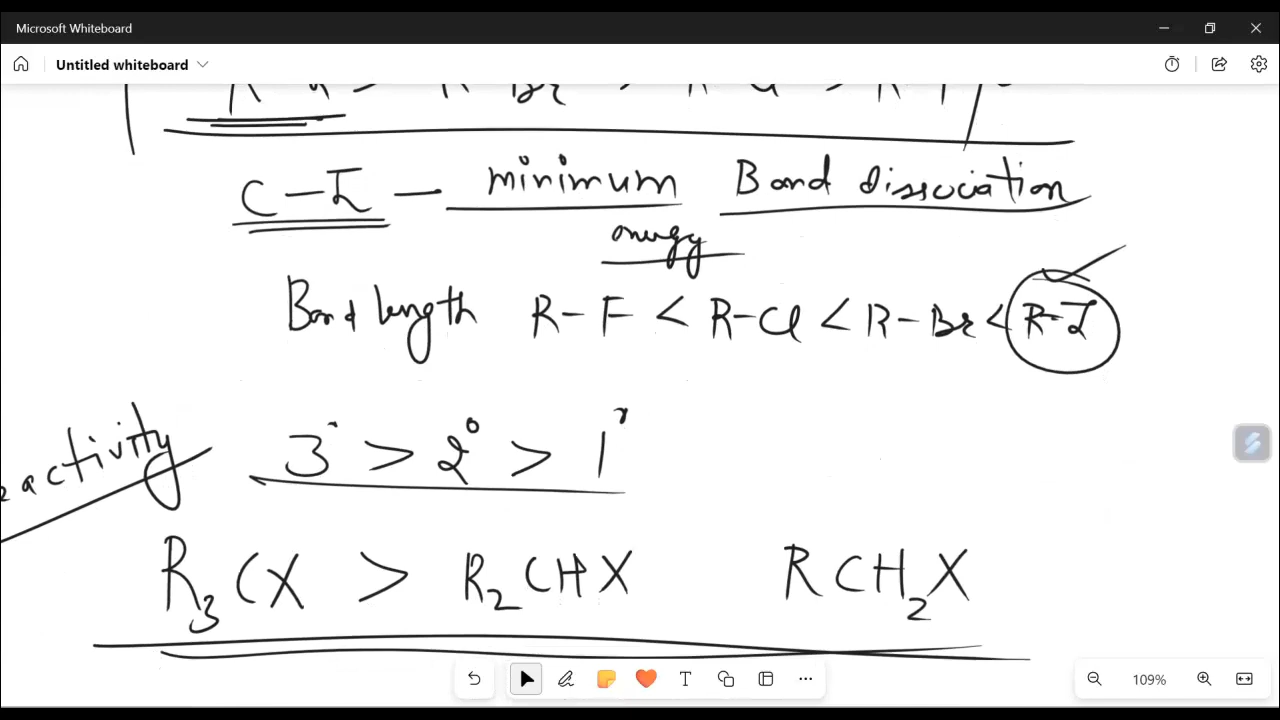 Microsoft Whiteboard
Untitled whiteboard
C-I - minimum Bond dissociation
energy
Bond length R-F < R-Cl < R-Br < R-I
3° > 2° > 1°
R3CX > R2CHX RCH2X
T
109%